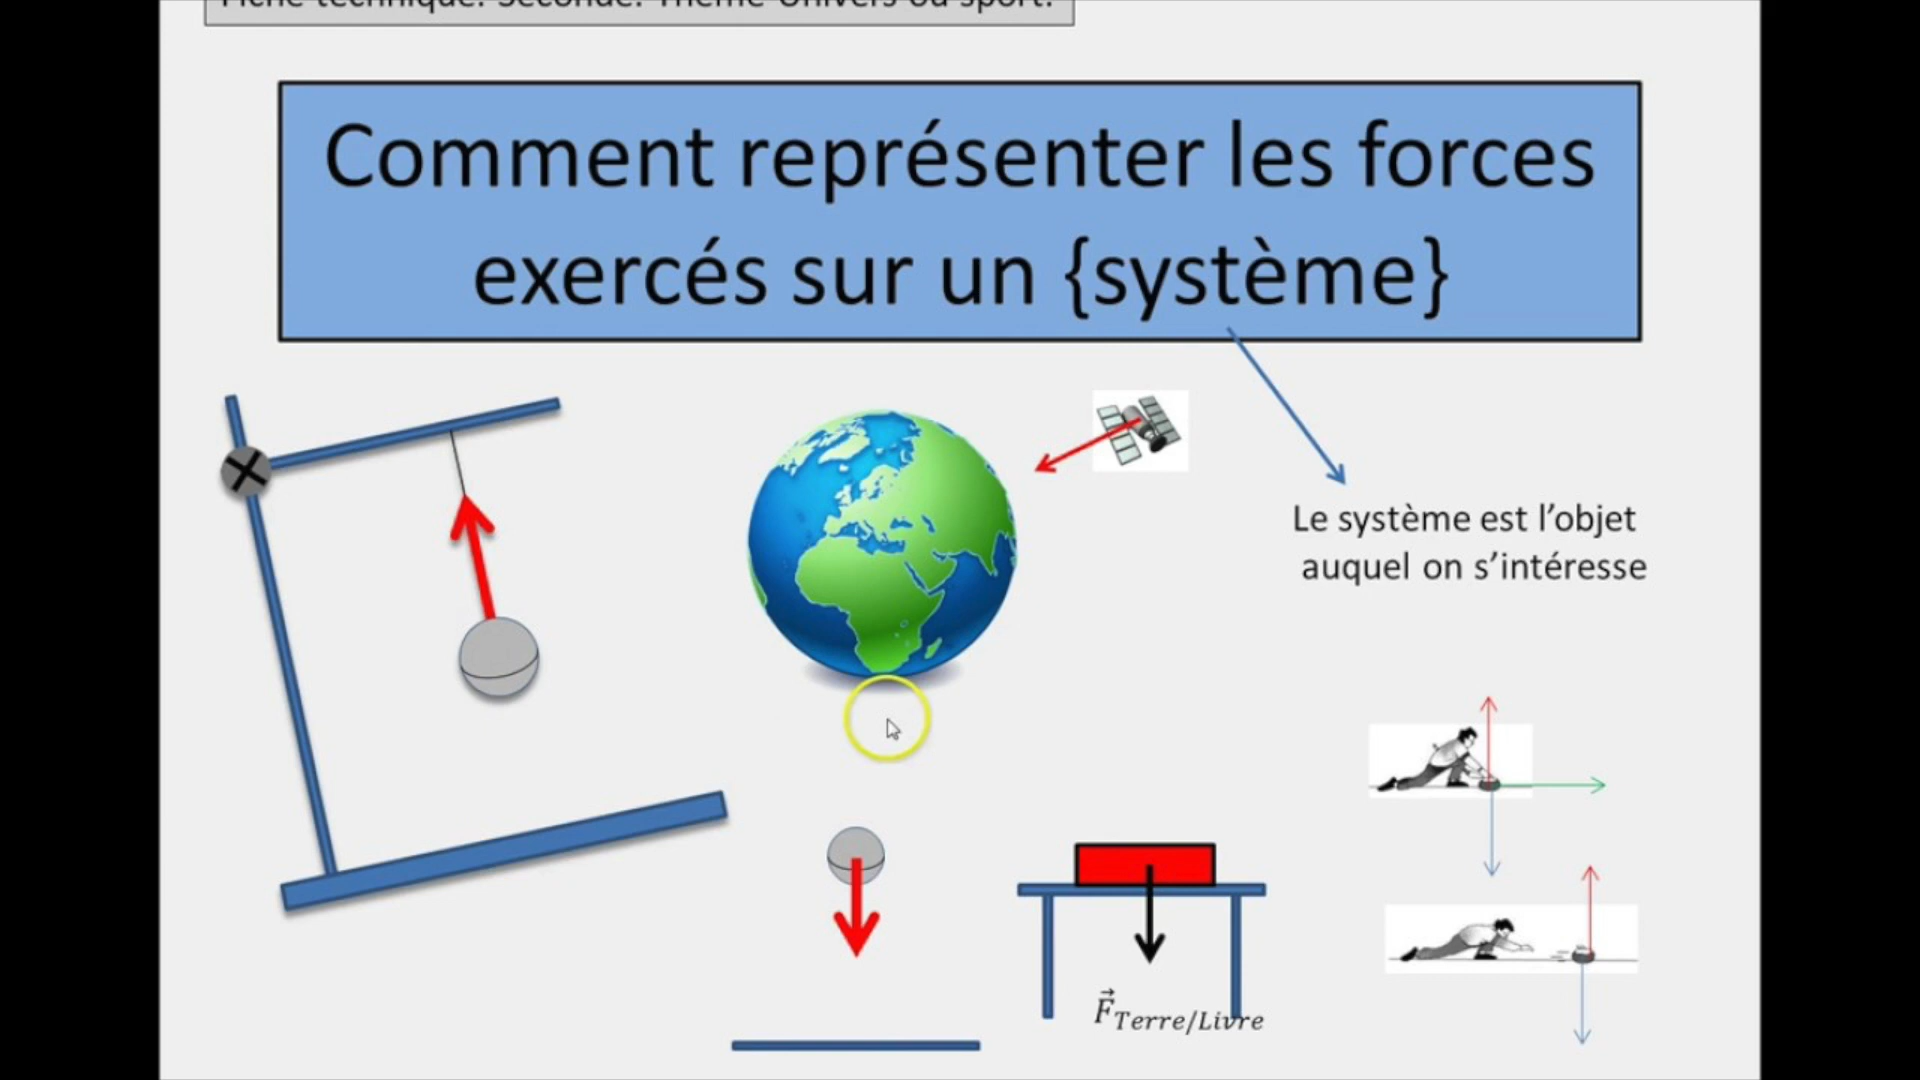 Fiche technique. Seconde. Thème Univers ou sport.
Comment représenter les forces
exercés sur un {système}
Le système est l’objet
auquel on s’intéresse
F⃗ Terre/Livre